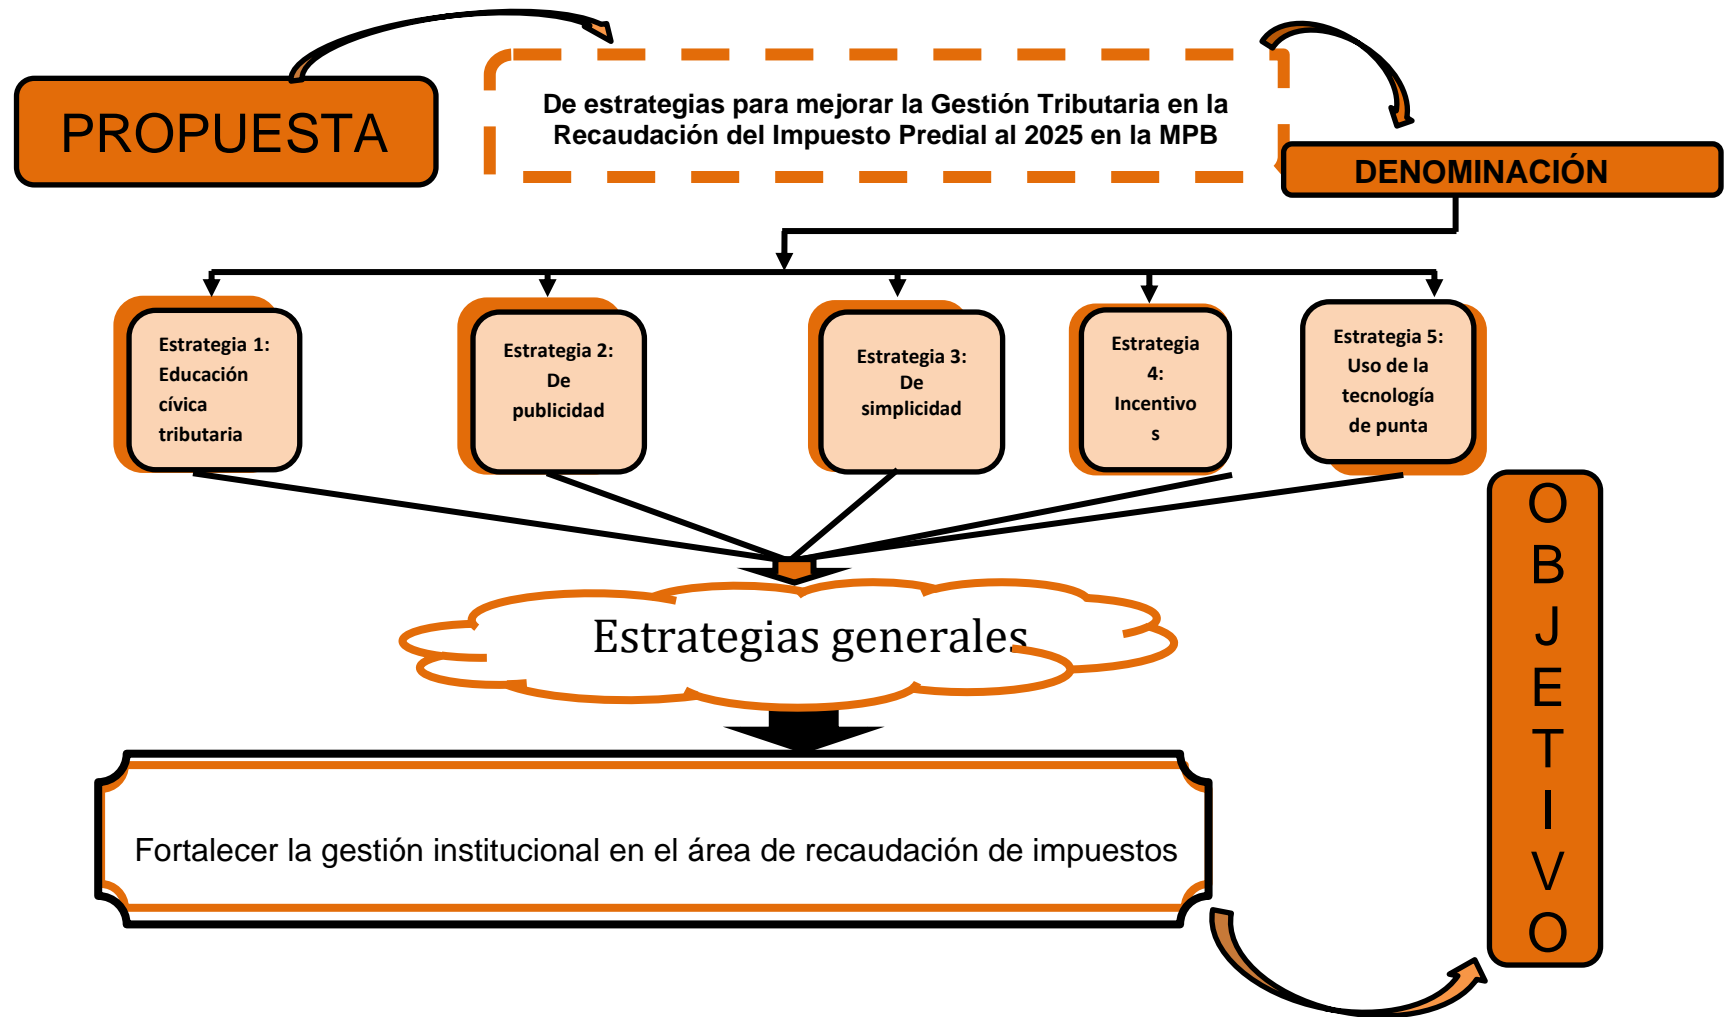 PROPUESTA
De estrategias para mejorar la Gestión Tributaria en la
Recaudación del Impuesto Predial al 2025 en la MPB
DENOMINACIÓN
Estrategia 1:
Educación
cívica
tributaria
Estrategia 2:
De
publicidad
Estrategia 3:
De
simplicidad
Estrategia
4:
Incentivo
s
Estrategia 5:
Uso de la
tecnología
de punta
Estrategias generales
Fortalecer la gestión institucional en el área de recaudación de impuestos
O
B
J
E
T
I
V
O